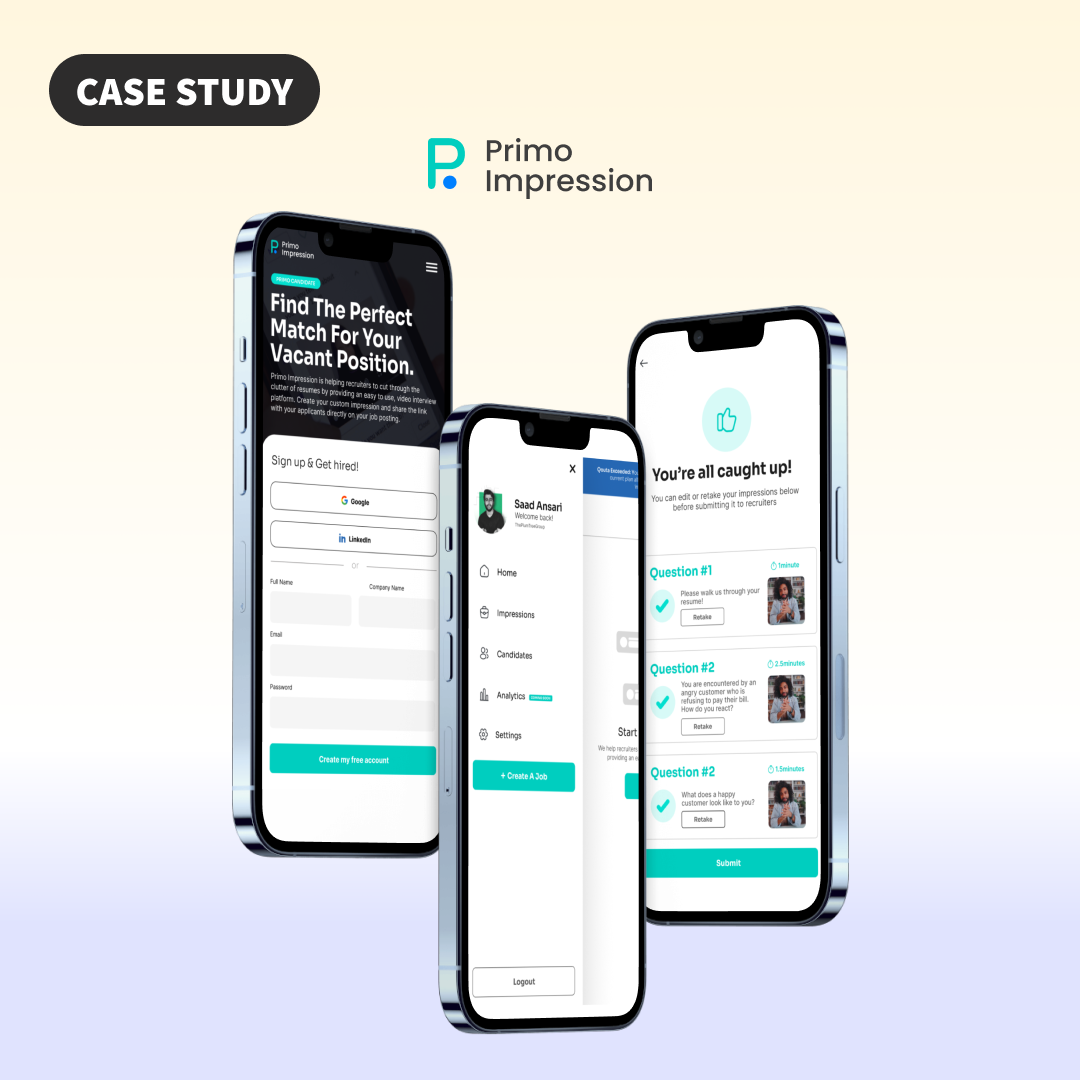 CASE STUDY
Primo
Impression
Primo
Impression
PRIMO CANDIDATE
Find The Perfect
Match For Your
Vacant Position.
Primo Impression is helping recruiters to cut through the
clutter of resumes by providing an easy to use, video interview
platform. Create your custom impression and share the link
with your applicants directly on your job posting.
Sign up & Get hired!
Google
in LinkedIn
or
Full Name
Company Name
Email
Password
Create my free account
X
Saad Ansari
Welcome back!
Home
Impressions
Candidates
Analytics
Settings
+ Create A Job
Logout
Qouta Exceeded:
current plan
Start
We help recruiters
providing an
You're all caught up!
You can edit or retake your impressions below
before submitting it to recruiters
Question #1
1minute
Please walk us through your
resume!
Retake
Question #2
2.5minutes
You are encountered by an
angry customer who is
refusing to pay their bill.
How do you react?
Retake
Question #2
1.5minutes
What does a happy
customer look like to you?
Retake
Submit